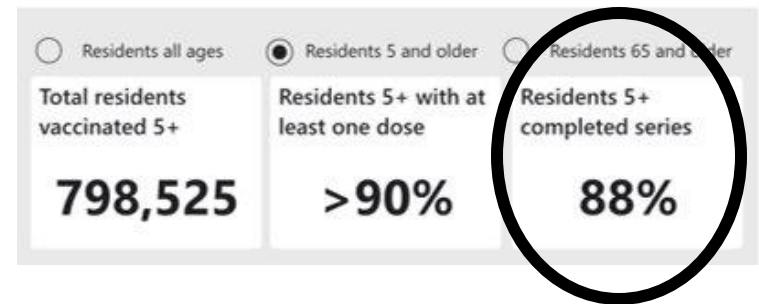 Residents all ages
Residents 5 and older
Residents 65 and older
Total residents
vaccinated 5+
798,525
Residents 5+ with at
least one dose
>90%
Residents 5+
completed series
88%